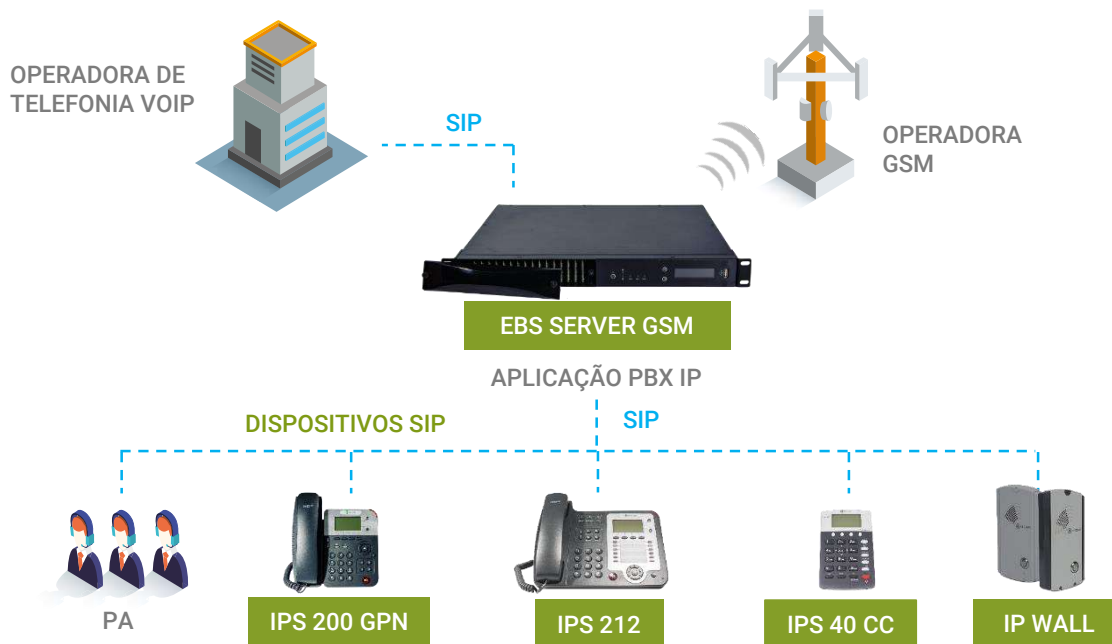 OPERADORA DE
TELEFONIA VOIP
SIP
OPERADORA
GSM
EBS SERVER GSM
APLICAÇÃO PBX IP
DISPOSITIVOS SIP
SIP
PA
IPS 200 GPN
IPS 212
IPS 40 CC
IP WALL